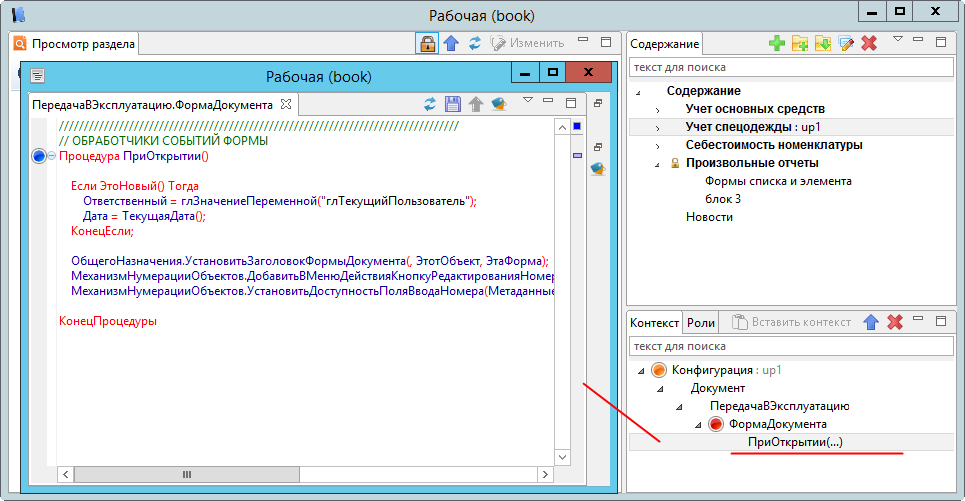 Рабочая (book)
Просмотр раздела
Изменить
Рабочая (book)
ПередачаВЭксплуатацию.ФормаДокумента
////////////////////////////////////////////////////////////////////////////////
// ОБРАБОТЧИКИ СОБЫТИЙ ФОРМЫ
Процедура ПриОткрытии()
Если ЭтоНовый() Тогда
Ответственный = глЗначениеПеременной("глТекущийПользователь");
Дата = ТекущаяДата();
КонецЕсли;
ОбщегоНазначения.УстановитьЗаголовокФормыДокумента(, ЭтотОбъект, ЭтаФорма);
МеханизмНумерацииОбъектов.ДобавитьВМенюДействияКнопкуРедактированияНомер
МеханизмНумерацииОбъектов.УстановитьДоступностьПоляВводаНомера(Метаданные
КонецПроцедуры
Содержание
текст для поиска
Содержание
Учет основных средств
Учет спецодежды : up1
Себестоимость номенклатуры
Произвольные отчеты
Формы списка и элемента
блок 3
Новости
Контекст
Роли
Вставить контекст
текст для поиска
Конфигурация : up1
Документ
ПередачаВЭксплуатацию
ФормаДокумента
ПриОткрытии(...)